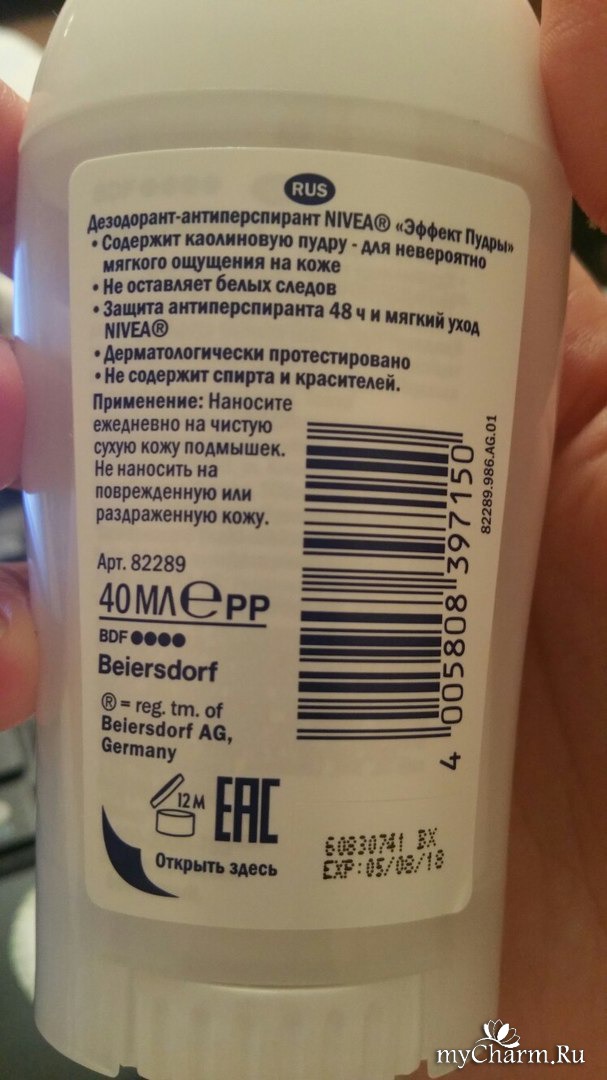 RUS
Дезодорант-антиперспирант NIVEA® «Эффект Пудры»
• Содержит каолиновую пудру - для невероятно
мягкого ощущения на коже
• Не оставляет белых следов
• Защита антиперспиранта 48 ч и мягкий уход
NIVEA®
• Дерматологически протестировано
• Не содержит спирта и красителей.
Применение: Наносите
ежедневно на чистую
сухую кожу подмышек.
Не наносить на
поврежденную или
раздраженную кожу.
Арт. 82289
40 МЛ e PP
BDF ●●●●
Beiersdorf
® = reg. tm. of
Beiersdorf AG,
Germany
12 M
EAC
Открыть здесь
4 005808 397150
82289.986.AG.01
60830741 BX
EXP:05/08/18
myCharm.Ru